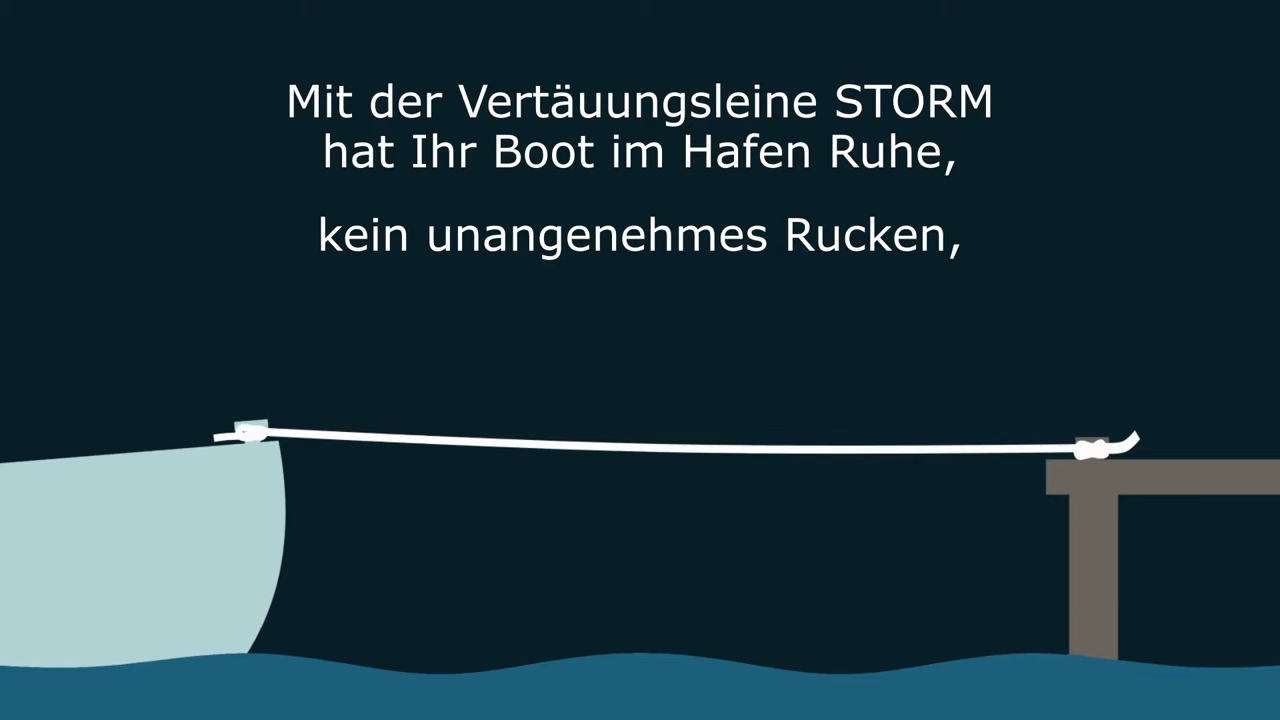 Mit der Vertäuungsleine STORM
hat Ihr Boot im Hafen Ruhe,
kein unangenehmes Rucken,